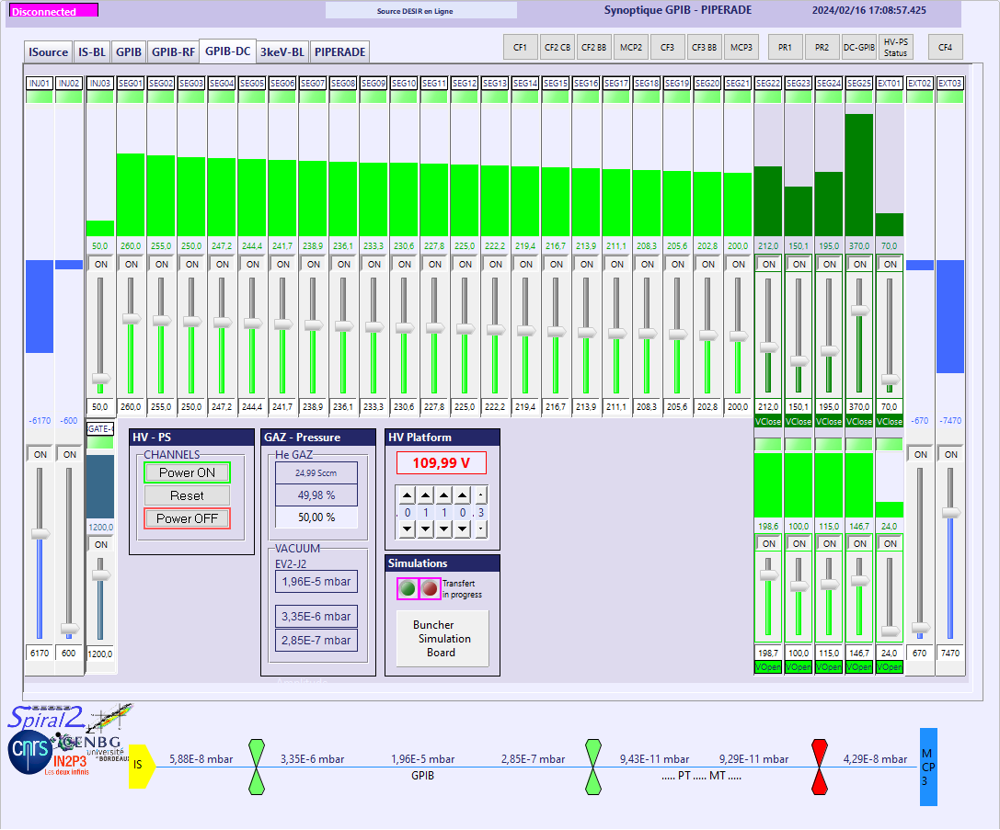 Disconnected
Source DESIR en Ligne
Synoptique GPIB - PIPERADE
2024/02/16 17:08:57.425
CF1 CF2 CB CF2 BB MCP2 CF3 CF3 BB MCP3 PR1 PR2 DC-GPIB HV-PS Status CF4
ISource IS-BL GPIB GPIB-RF GPIB-DC 3keV-BL PIPERADE
INJ01 INJ02 INJ03 SEG01 SEG02 SEG03 SEG04 SEG05 SEG06 SEG07 SEG08 SEG09 SEG10 SEG11 SEG12 SEG13 SEG14 SEG15 SEG16 SEG17 SEG18 SEG19 SEG20 SEG21 SEG22 SEG23 SEG24 SEG25 EXT01 EXT02 EXT03
50,0 260,0 255,0 250,0 247,2 244,4 241,7 238,9 236,1 233,3 230,6 227,8 225,0 222,2 219,4 216,7 213,9 211,1 208,3 205,6 202,8 200,0 212,0 150,1 195,0 370,0 70,0
ON ON ON ON ON ON ON ON ON ON ON ON ON ON ON ON ON ON ON ON ON ON ON ON ON ON ON
50,0 260,0 255,0 250,0 247,2 244,4 241,7 238,9 236,1 233,3 230,6 227,8 225,0 222,2 219,4 216,7 213,9 211,1 208,3 205,6 202,8 200,0 212,0 150,1 195,0 370,0 70,0
-6170 -600 VClose VClose VClose VClose VClose -670 -7470
GATE-
ON ON ON ON
HV - PS
CHANNELS
Power ON
Reset
Power OFF
GAZ - Pressure
He GAZ
24,99 Sccm
49,98 %
50,00 %
VACUUM
EV2-J2
1,96E-5 mbar
3,35E-6 mbar
2,85E-7 mbar
HV Platform
109,99 V
. 0 1 1 0 . 3
Simulations
Transfert
in progress
Buncher
Simulation
Board
1200,0 198,6 100,0 115,0 146,7 24,0
ON ON ON ON ON ON
6170 600 1200,0 198,7 100,0 115,0 146,7 24,0 670 7470
VOpen VOpen VOpen VOpen VOpen
Spiral2
CENBG
université
de BORDEAUX
cnrs
IN2P3
Les deux infinis
IS
5,88E-8 mbar 3,35E-6 mbar 1,96E-5 mbar 2,85E-7 mbar 9,43E-11 mbar 9,29E-11 mbar 4,29E-8 mbar
GPIB
..... PT ..... MT .....
M
CP
3